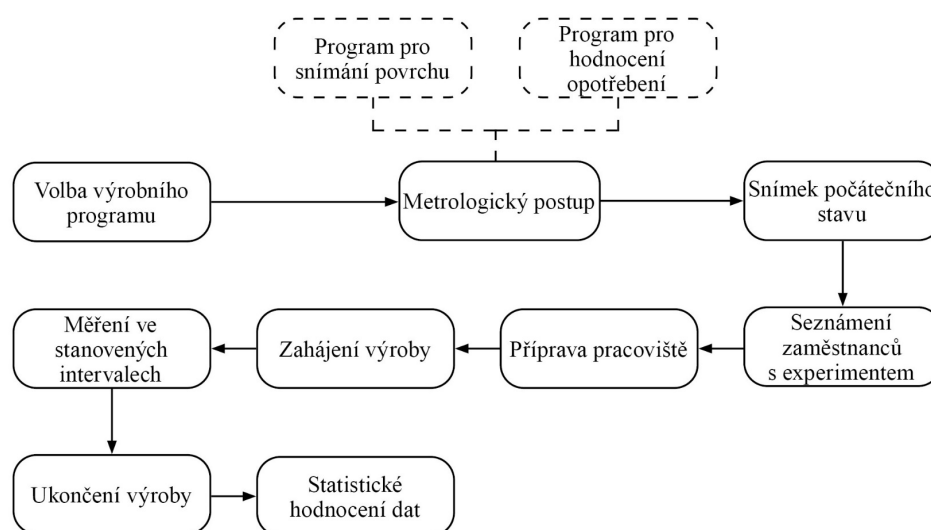 Program pro
snímání povrchu
Program pro
hodnocení
opotřebení
Volba výrobního
programu
Metrologický postup
Snímek počátečního
stavu
Seznámení
zaměstnanců
s experimentem
Příprava pracoviště
Zahájení výroby
Měření ve
stanovených
intervalech
Ukončení výroby
Statistické
hodnocení dat